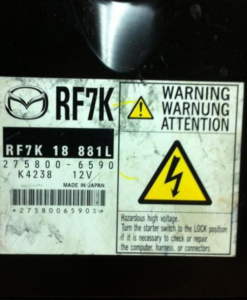 RF7K
WARNING
WARNUNG
ATTENTION
RF7K 18 881L
275800-6590
K4238 12V
MADE IN JAPAN
*2758006590*
Hazardous high voltage.
Turn the starter switch to the LOCK position
if it is necessary to check or repair
the computer, harness, or connectors.